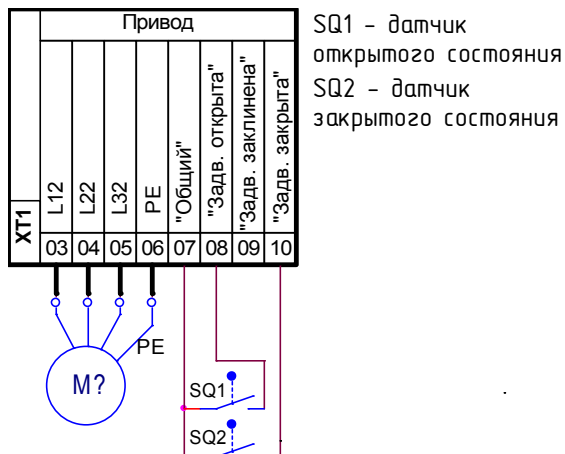 Привод
SQ1 - датчик
открытого состояния
SQ2 - датчик
закрытого состояния
XT1
L12
L22
L32
PE
"Общий"
"Задв. открыта"
"Задв. заклинена"
"Задв. закрыта"
03 04 05 06 07 08 09 10
PE
M?
SQ1
SQ2